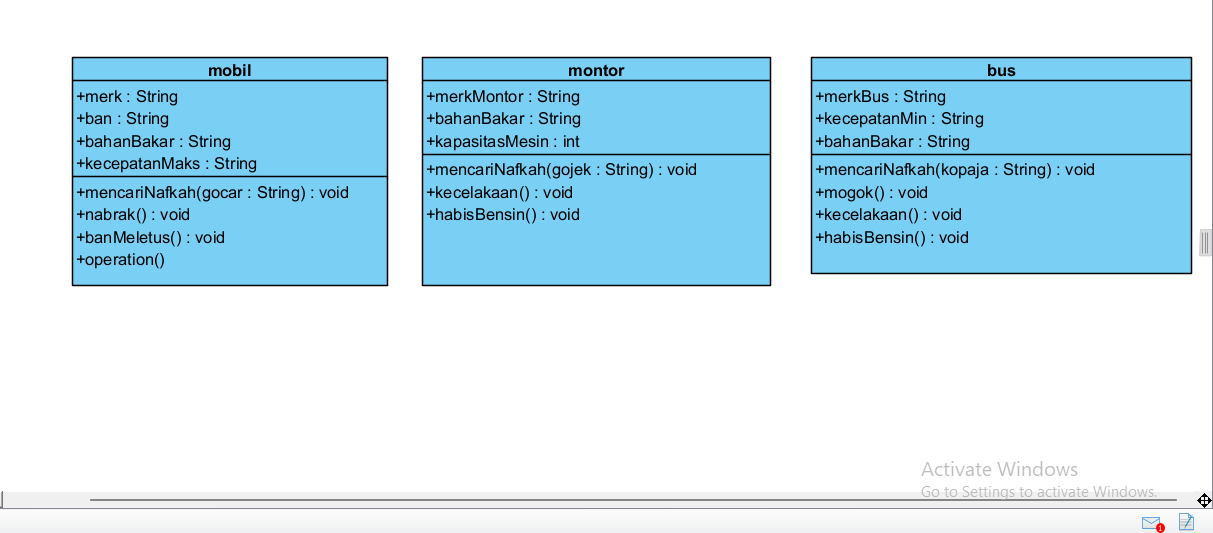 mobil
+merk : String
+ban : String
+bahanBakar : String
+kecepatanMaks : String
+mencariNafkah(gocar : String) : void
+nabrak() : void
+banMeletus() : void
+operation()
montor
+merkMontor : String
+bahanBakar : String
+kapasitasMesin : int
+mencariNafkah(gojek : String) : void
+kecelakaan() : void
+habisBensin() : void
bus
+merkBus : String
+kecepatanMin : String
+bahanBakar : String
+mencariNafkah(kopaja : String) : void
+mogok() : void
+kecelakaan() : void
+habisBensin() : void
Activate Windows
Go to Settings to activate Windows.
1